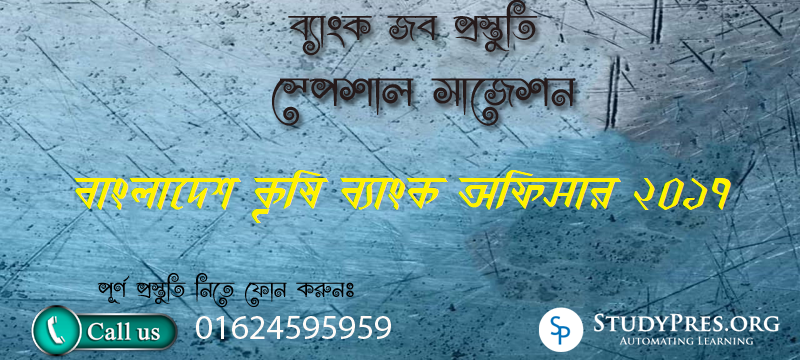 ব্যাংক জব প্রস্তুতি
স্পেশাল সাজেশন
বাংলাদেশ কৃষি ব্যাংক অফিসার ২০১৭
পূর্ণ প্রস্তুতি নিতে ফোন করুনঃ
Call us 01624595959
SP STUDYPRES.ORG
AUTOMATING LEARNING